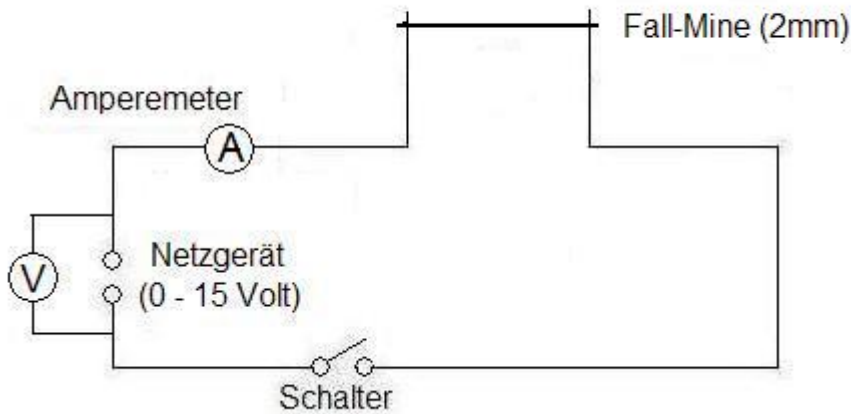 Fall-Mine (2mm)
Amperemeter
A
V
Netzgerät
(0 - 15 Volt)
Schalter